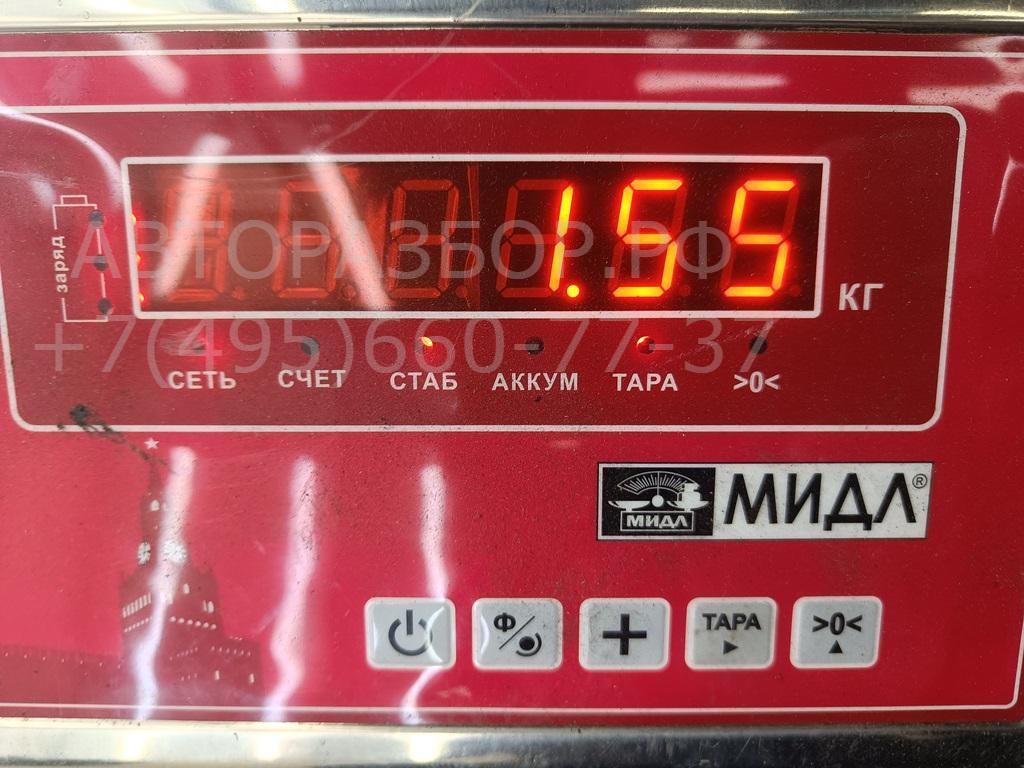 1.55
КГ
заряд
АВТОРАЗБОР.РФ
+7(495)660-77-37
СЕТЬ СЧЕТ СТАБ АККУМ ТАРА >0<
МИДЛ МИДЛ®
Ф ТАРА >0<